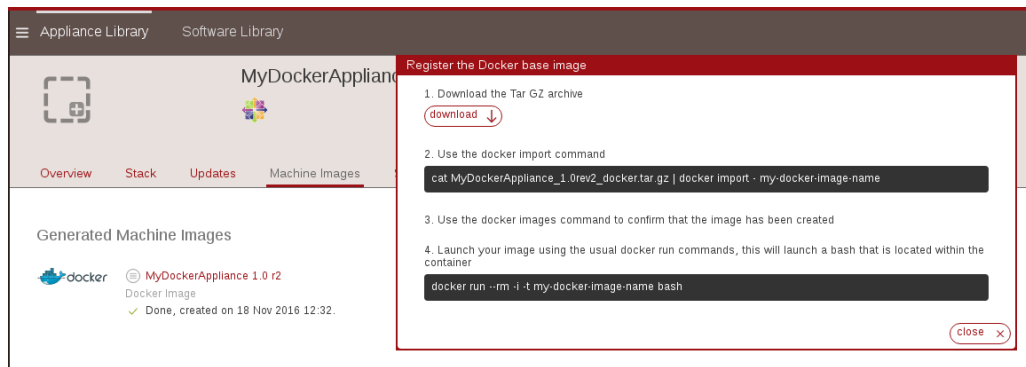 Appliance Library
Software Library
MyDockerApplian
Overview
Stack
Updates
Machine Images
Generated Machine Images
docker
MyDockerAppliance 1.0 r2
Docker Image
Done, created on 18 Nov 2016 12:32.
Register the Docker base image
1. Download the Tar GZ archive
download
2. Use the docker import command
cat MyDockerAppliance_1.0rev2_docker.tar.gz | docker import - my-docker-image-name
3. Use the docker images command to confirm that the image has been created
4. Launch your image using the usual docker run commands, this will launch a bash that is located within the
container
docker run --rm -i -t my-docker-image-name bash
close